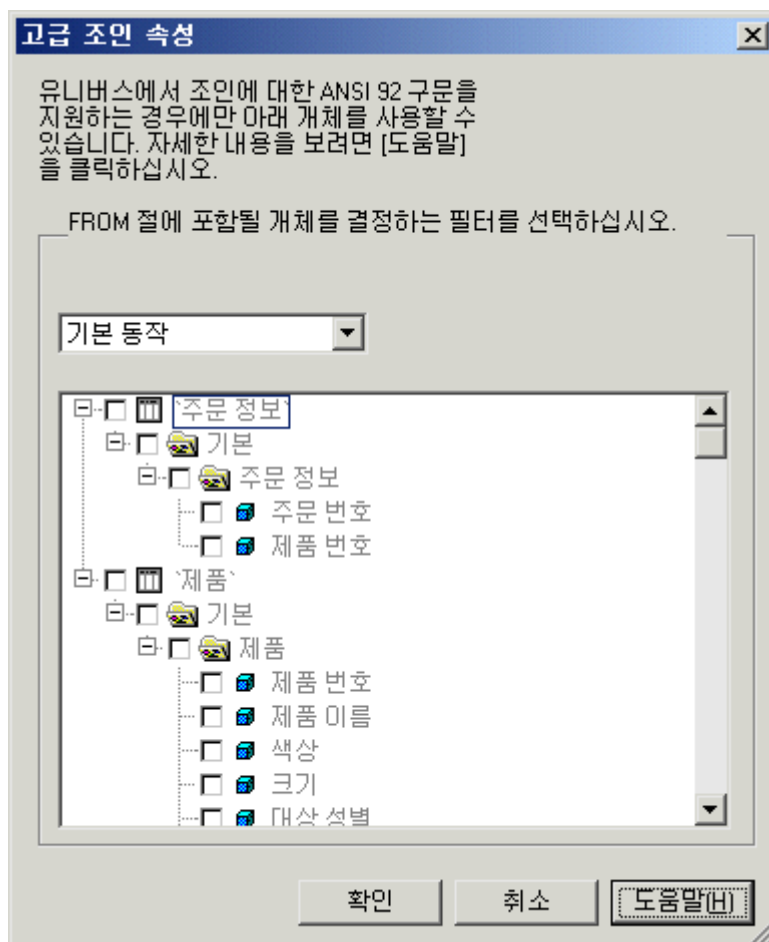 고급 조인 속성
유니버스에서 조인에 대한 ANSI 92 구문을
지원하는 경우에만 아래 개체를 사용할 수
있습니다. 자세한 내용을 보려면 [도움말]
을 클릭하십시오.
FROM 절에 포함될 개체를 결정하는 필터를 선택하십시오.
기본 동작
`주문 정보`
기본
주문 정보
주문 번호
제품 번호
`제품`
기본
제품
제품 번호
제품 이름
색상
크기
대상 성별
확인
취소
도움말(H)